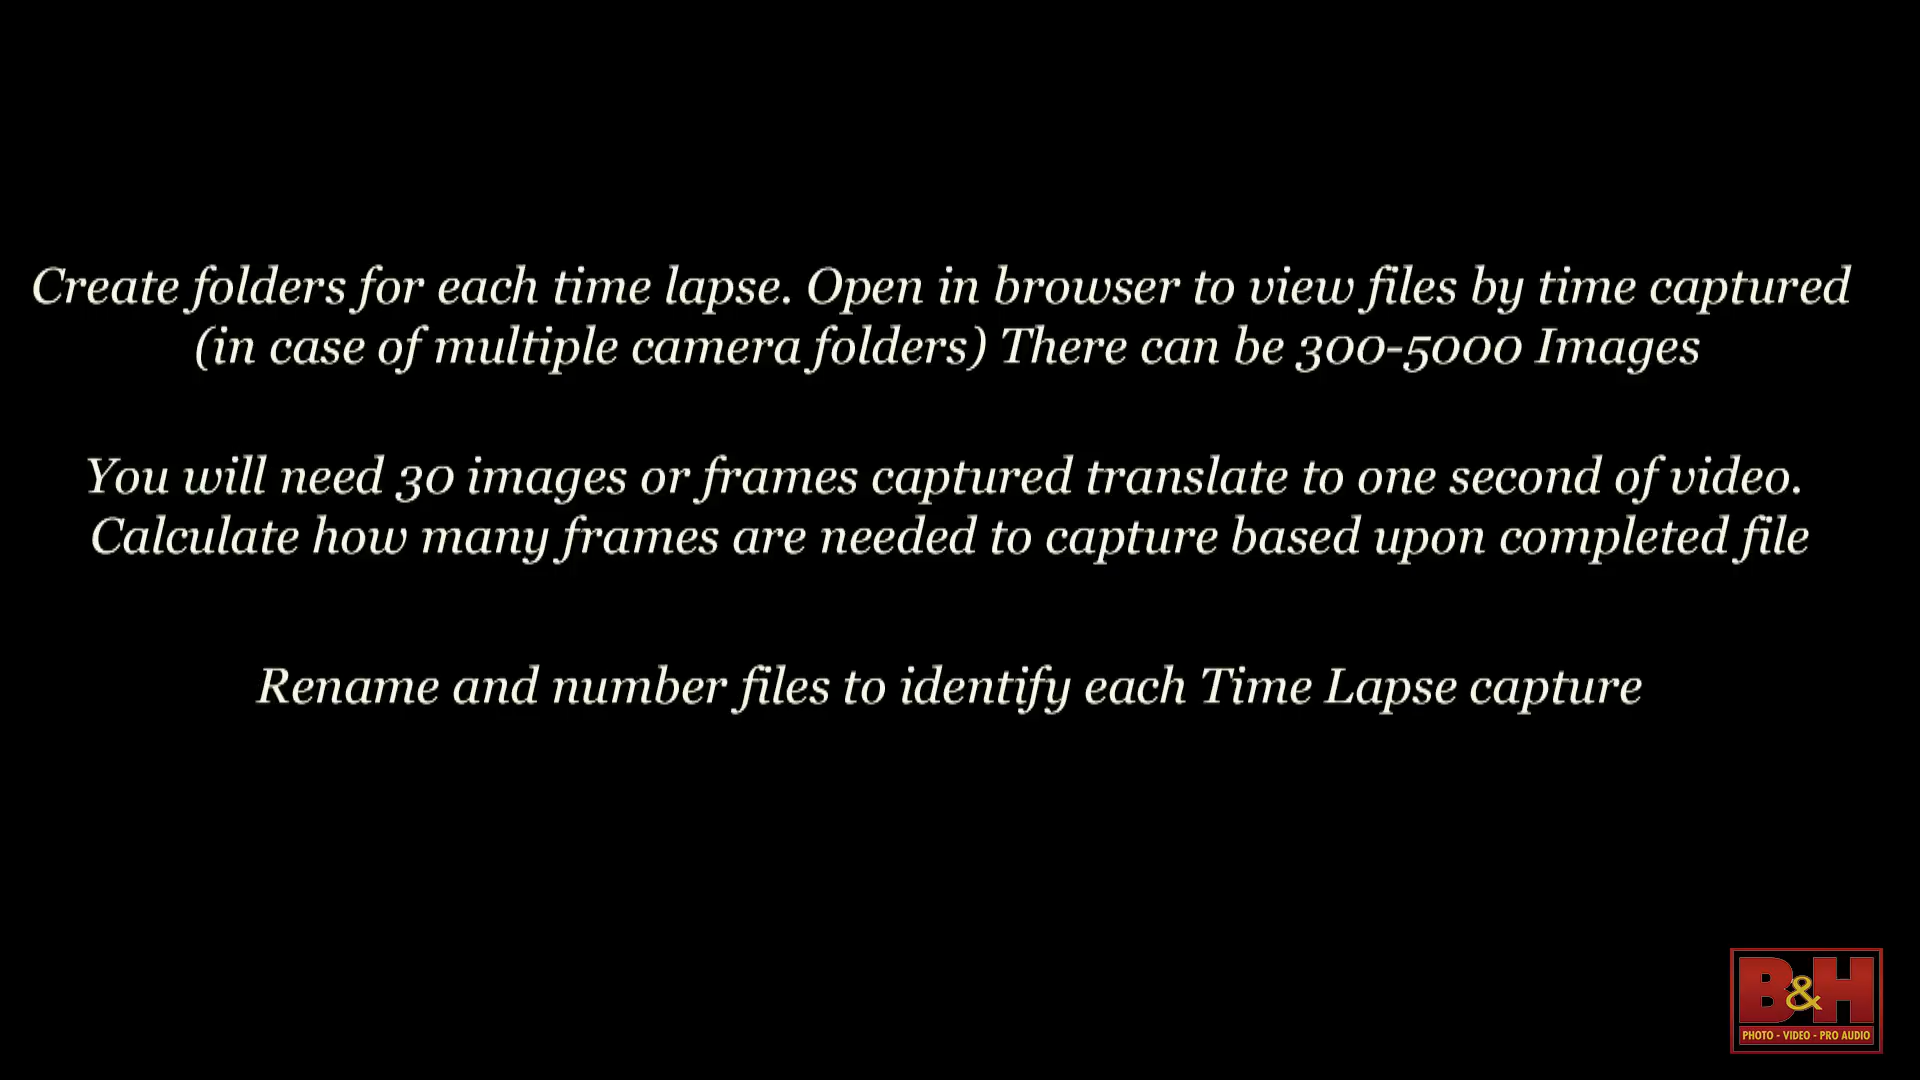 Create folders for each time lapse. Open in browser to view files by time captured
(in case of multiple camera folders) There can be 300-5000 Images
You will need 30 images or frames captured translate to one second of video.
Calculate how many frames are needed to capture based upon completed file
Rename and number files to identify each Time Lapse capture
B&H
PHOTO - VIDEO - PRO AUDIO